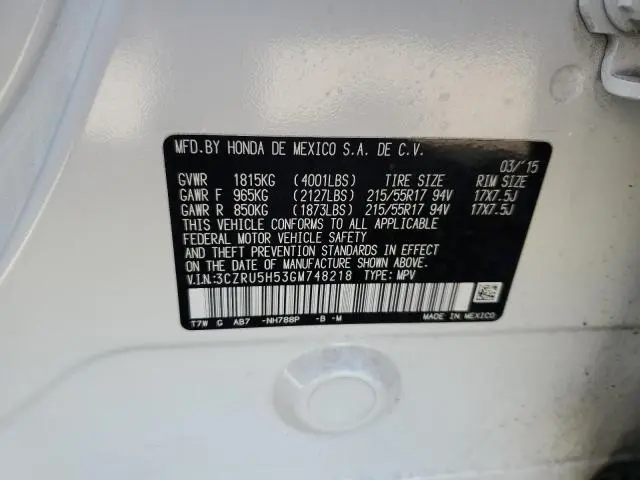 MFD.BY HONDA DE MEXICO S.A. DE C.V.
03/'15
GVWR 1815KG (4001LBS) TIRE SIZE RIM SIZE
GAWR F 965KG (2127LBS) 215/55R17 94V 17X7.5J
GAWR R 850KG (1873LBS) 215/55R17 94V 17X7.5J
THIS VEHICLE CONFORMS TO ALL APPLICABLE
FEDERAL MOTOR VEHICLE SAFETY
AND THEFT PREVENTION STANDARDS IN EFFECT
ON THE DATE OF MANUFACTURE SHOWN ABOVE.
V.I.N:3CZRU5H53GM748218 TYPE: MPV
T7W G AB7 -NH788P -B -M MADE IN MEXICO